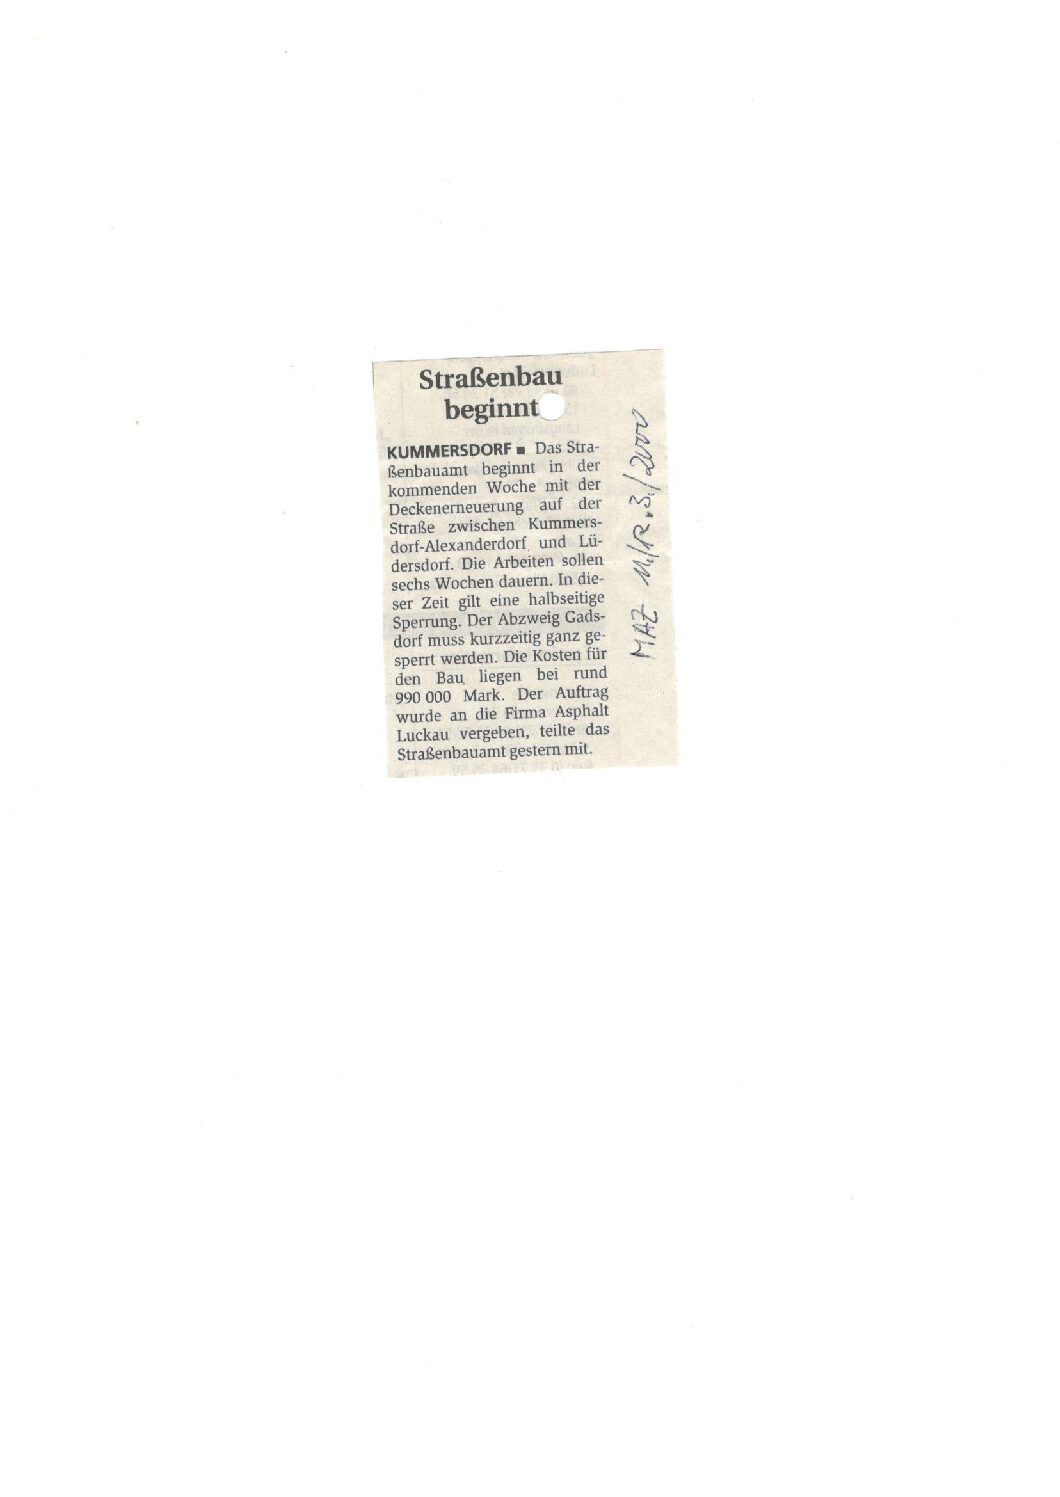 Straßenbau
beginnt
KUMMERSDORF ■ Das Stra-
ßenbauamt beginnt in der
kommenden Woche mit der
Deckenerneuerung auf der
Straße zwischen Kummers-
dorf-Alexanderdorf und Lü-
dersdorf. Die Arbeiten sollen
sechs Wochen dauern. In die-
ser Zeit gilt eine halbseitige
Sperrung. Der Abzweig Gads-
dorf muss kurzzeitig ganz ge-
sperrt werden. Die Kosten für
den Bau liegen bei rund
990 000 Mark. Der Auftrag
wurde an die Firma Asphalt
Luckau vergeben, teilte das
Straßenbauamt gestern mit.
MAZ 11./12.3./2000